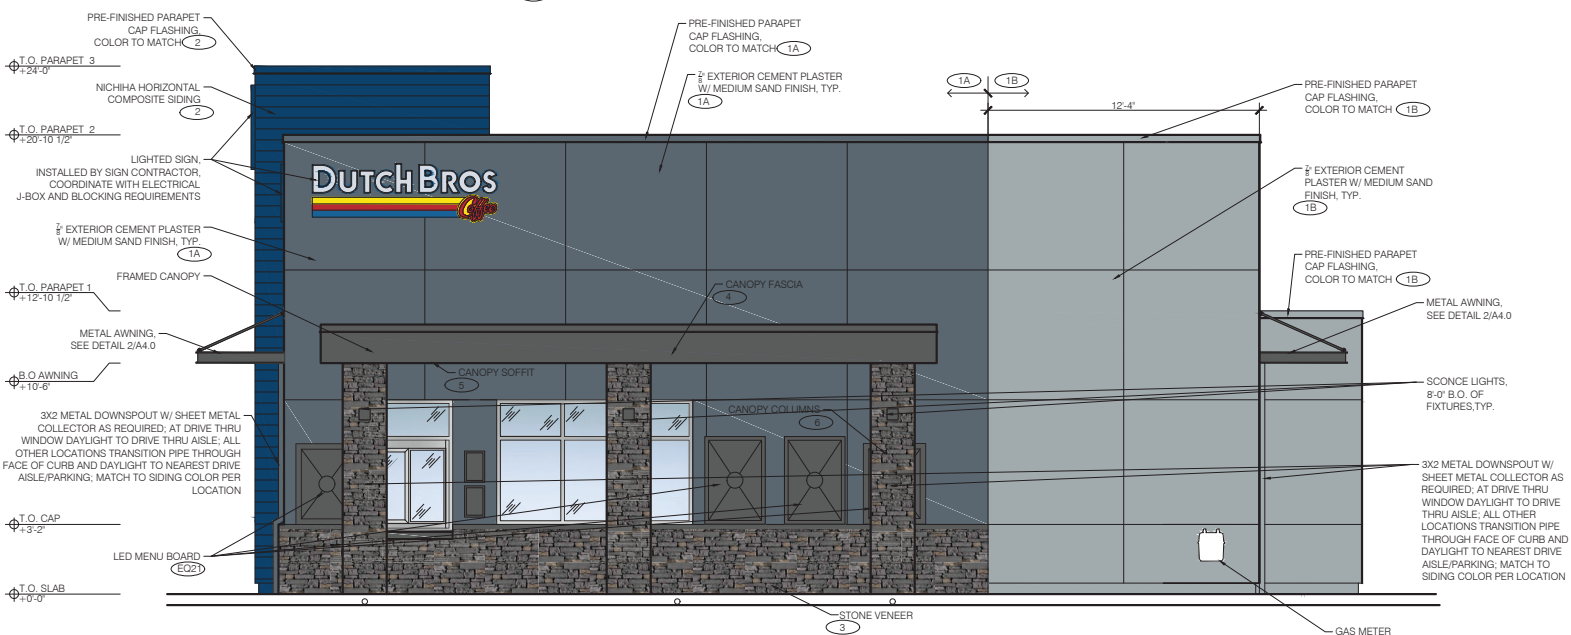 PRE-FINISHED PARAPET
CAP FLASHING,
COLOR TO MATCH 2
T.O. PARAPET 3
+24'-0"
NICHIHA HORIZONTAL
COMPOSITE SIDING
2
T.O. PARAPET 2
+20'-10 1/2"
LIGHTED SIGN,
INSTALLED BY SIGN CONTRACTOR,
COORDINATE WITH ELECTRICAL
J-BOX AND BLOCKING REQUIREMENTS
7/8" EXTERIOR CEMENT PLASTER
W/ MEDIUM SAND FINISH, TYP.
1A
FRAMED CANOPY
T.O. PARAPET 1
+12'-10 1/2"
METAL AWNING,
SEE DETAIL 2/A4.0
B.O AWNING
+10'-6"
3X2 METAL DOWNSPOUT W/ SHEET METAL
COLLECTOR AS REQUIRED; AT DRIVE THRU
WINDOW DAYLIGHT TO DRIVE THRU AISLE; ALL
OTHER LOCATIONS TRANSITION PIPE THROUGH
FACE OF CURB AND DAYLIGHT TO NEAREST DRIVE
AISLE/PARKING; MATCH TO SIDING COLOR PER
LOCATION
T.O. CAP
+3'-2"
LED MENU BOARD
EQ21
T.O. SLAB
+0'-0"
PRE-FINISHED PARAPET
CAP FLASHING,
COLOR TO MATCH 1A
7/8" EXTERIOR CEMENT PLASTER
W/ MEDIUM SAND FINISH, TYP.
1A
DUTCH BROS
Coffee
CANOPY FASCIA
4
CANOPY SOFFIT
5
CANOPY COLUMNS
6
STONE VENEER
3
1A 1B
12'-4"
PRE-FINISHED PARAPET
CAP FLASHING,
COLOR TO MATCH 1B
7/8" EXTERIOR CEMENT
PLASTER W/ MEDIUM SAND
FINISH, TYP.
1B
PRE-FINISHED PARAPET
CAP FLASHING,
COLOR TO MATCH 1B
METAL AWNING,
SEE DETAIL 2/A4.0
SCONCE LIGHTS,
8'-0" B.O. OF
FIXTURES,TYP.
3X2 METAL DOWNSPOUT W/
SHEET METAL COLLECTOR AS
REQUIRED; AT DRIVE THRU
WINDOW DAYLIGHT TO DRIVE
THRU AISLE; ALL OTHER
LOCATIONS TRANSITION PIPE
THROUGH FACE OF CURB AND
DAYLIGHT TO NEAREST DRIVE
AISLE/PARKING; MATCH TO
SIDING COLOR PER LOCATION
GAS METER